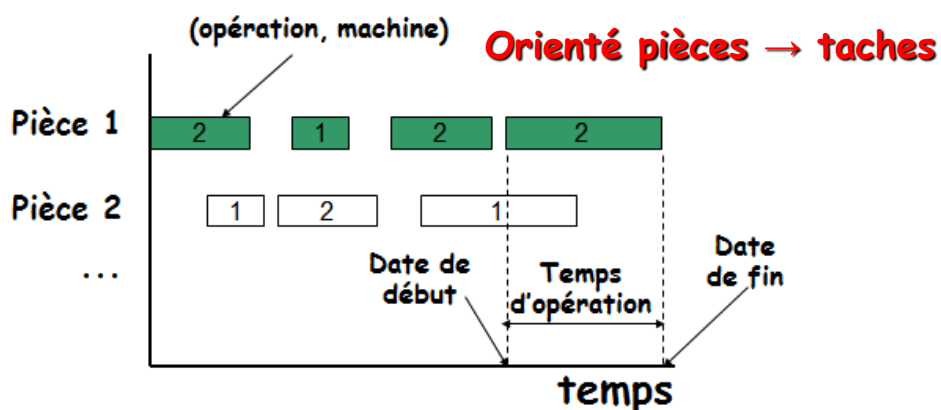 (opération, machine)
Orienté pièces → taches
Pièce 1
2
1
2
2
Pièce 2
1
2
1
...
Date de
début
Temps
d'opération
Date
de fin
temps